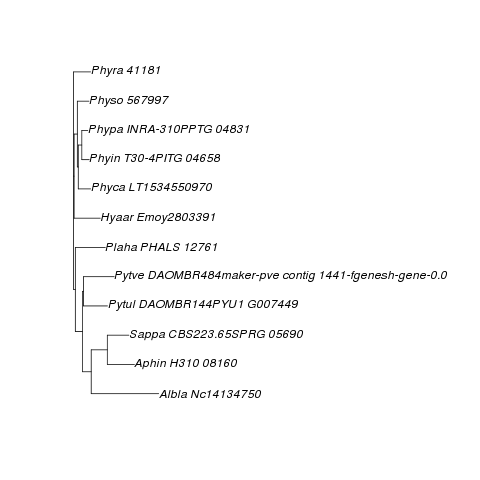 Phyra 41181
Physo 567997
Phypa INRA-310PPTG 04831
Phyin T30-4PITG 04658
Phyca LT1534550970
Hyaar Emoy2803391
Plaha PHALS 12761
Pytve DAOMBR484maker-pve contig 1441-fgenesh-gene-0.0
Pytul DAOMBR144PYU1 G007449
Sappa CBS223.65SPRG 05690
Aphin H310 08160
Albla Nc14134750